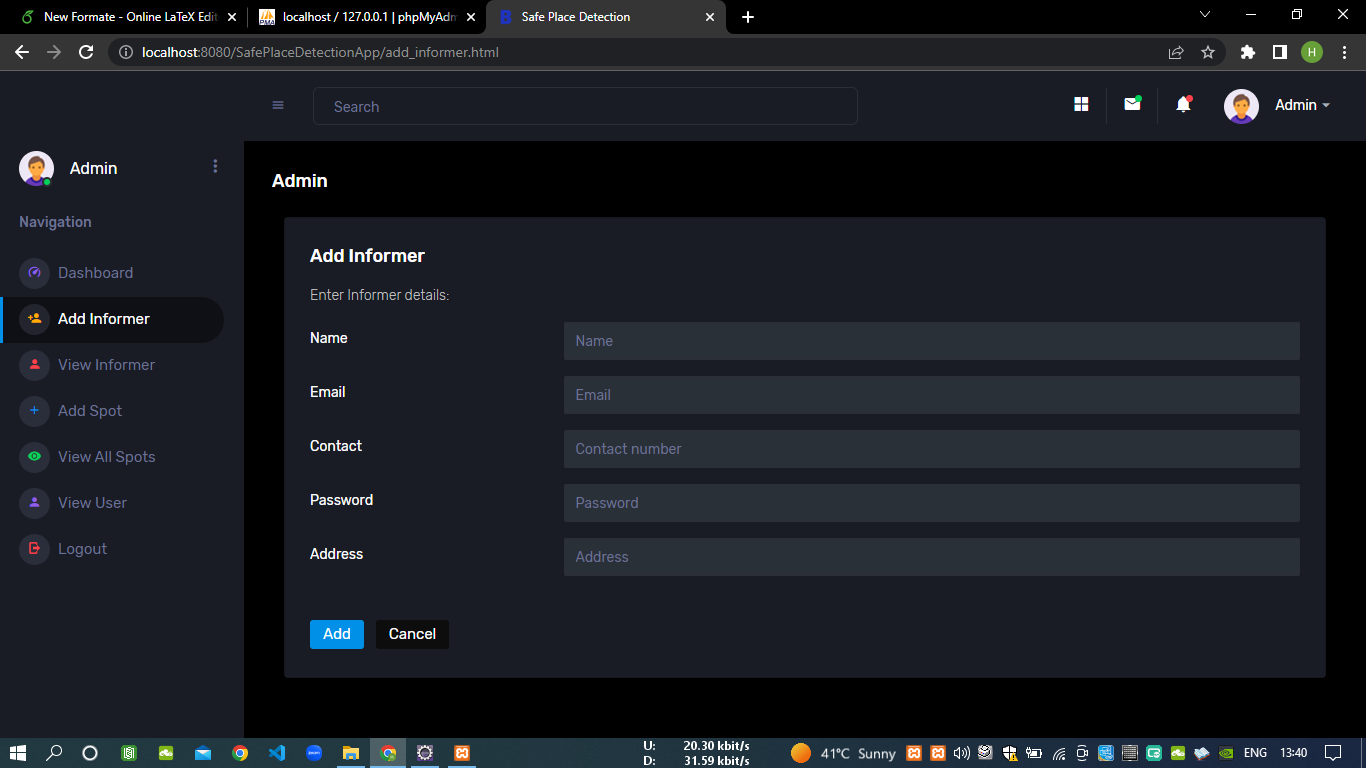 New Formate - Online LaTeX Edit
localhost / 127.0.0.1 | phpMyAdm
Safe Place Detection
localhost:8080/SafePlaceDetectionApp/add_informer.html
H
Search
Admin
Admin
Navigation
Dashboard
Add Informer
View Informer
Add Spot
View All Spots
View User
Logout
Admin
Add Informer
Enter Informer details:
Name
Name
Email
Email
Contact
Contact number
Password
Password
Address
Address
Add
Cancel
U: 20.30 kbit/s
D: 31.59 kbit/s
41°C Sunny
ENG
13:40